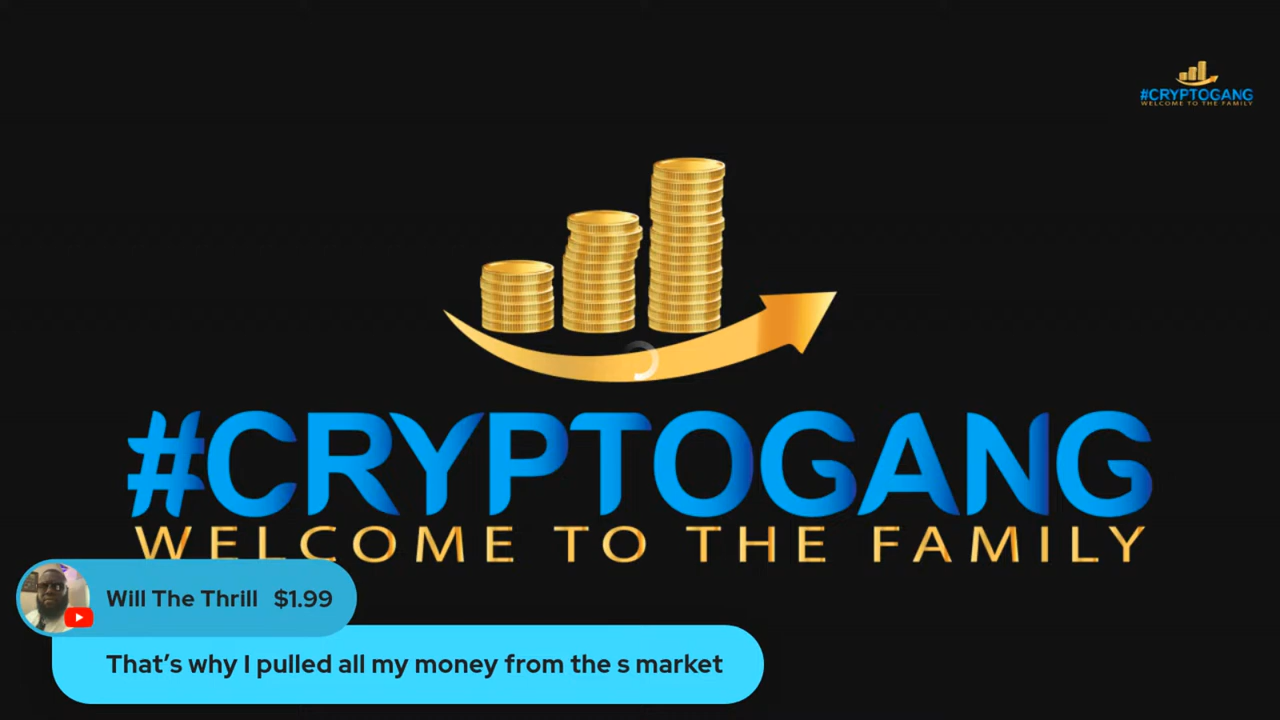 #CRYPTOGANG
WELCOME TO THE FAMILY
#CRYPTOGANG
WELCOME TO THE FAMILY
Will The Thrill $1.99
That's why I pulled all my money from the s market